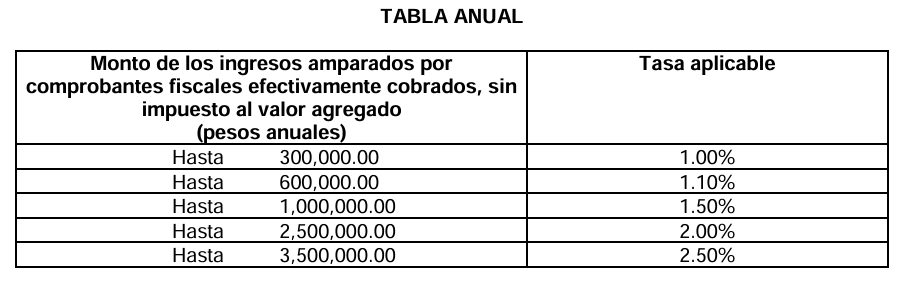 TABLA ANUAL
Monto de los ingresos amparados por Tasa aplicable
comprobantes fiscales efectivamente cobrados, sin
impuesto al valor agregado
(pesos anuales)
Hasta 300,000.00 1.00%
Hasta 600,000.00 1.10%
Hasta 1,000,000.00 1.50%
Hasta 2,500,000.00 2.00%
Hasta 3,500,000.00 2.50%